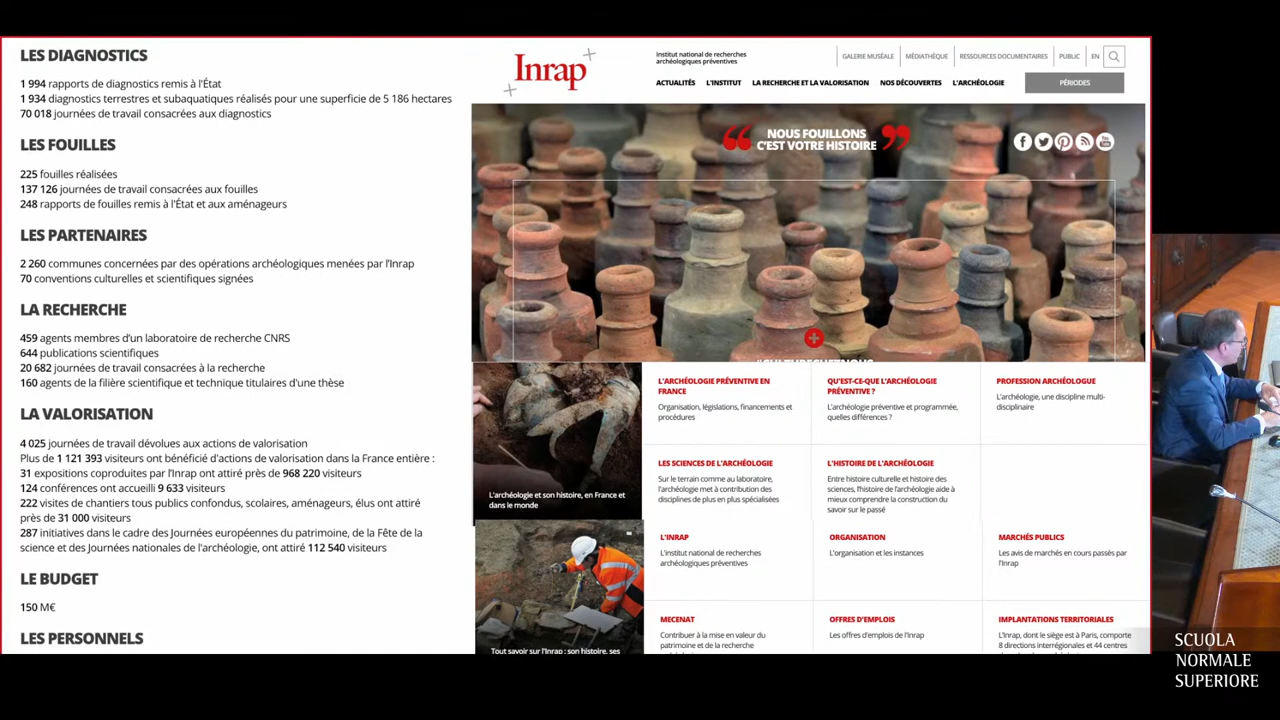 LES DIAGNOSTICS
1 994 rapports de diagnostics remis à l'État
1 934 diagnostics terrestres et subaquatiques réalisés pour une superficie de 5 186 hectares
70 018 journées de travail consacrées aux diagnostics
LES FOUILLES
225 fouilles réalisées
137 126 journées de travail consacrées aux fouilles
248 rapports de fouilles remis à l'État et aux aménageurs
LES PARTENAIRES
2 260 communes concernées par des opérations archéologiques menées par l'Inrap
70 conventions culturelles et scientifiques signées
LA RECHERCHE
459 agents membres d'un laboratoire de recherche CNRS
644 publications scientifiques
20 682 journées de travail consacrées à la recherche
160 agents de la filière scientifique et technique titulaires d'une thèse
LA VALORISATION
4 025 journées de travail dévolues aux actions de valorisation
Plus de 1 121 393 visiteurs ont bénéficié d'actions de valorisation dans la France entière :
31 expositions coproduites par l'Inrap ont attiré près de 968 220 visiteurs
124 conférences ont accueilli 9 633 visiteurs
222 visites de chantiers tous publics confondus, scolaires, aménageurs, élus ont attiré
près de 31 000 visiteurs
287 initiatives dans le cadre des Journées européennes du patrimoine, de la Fête de la
science et des Journées nationales de l'archéologie, ont attiré 112 540 visiteurs
LE BUDGET
150 M€
LES PERSONNELS
Inrap
Institut national de recherches
archéologiques préventives
GALERIE MUSÉALE MÉDIATHÈQUE RESSOURCES DOCUMENTAIRES PUBLIC EN
ACTUALITÉS L'INSTITUT LA RECHERCHE ET LA VALORISATION NOS DÉCOUVERTES L'ARCHÉOLOGIE PÉRIODES
NOUS FOUILLONS
C'EST VOTRE HISTOIRE
You
L'archéologie et son histoire, en France et
dans le monde
L'ARCHÉOLOGIE PRÉVENTIVE EN
FRANCE
Organisation, législations, financements et
procédures
QU'EST-CE-QUE L'ARCHÉOLOGIE
PRÉVENTIVE ?
L'archéologie préventive et programmée,
quelles différences ?
PROFESSION ARCHÉOLOGUE
L'archéologie, une discipline multi-
disciplinaire
LES SCIENCES DE L'ARCHÉOLOGIE
Sur le terrain comme au laboratoire,
l'archéologie met à contribution des
disciplines de plus en plus spécialisées
L'HISTOIRE DE L'ARCHÉOLOGIE
Entre histoire culturelle et histoire des
sciences, l'histoire de l'archéologie aide à
mieux comprendre la construction du
savoir sur le passé
Tout savoir sur l'Inrap : son histoire, ses
L'INRAP
L'institut national de recherches
archéologiques préventives
ORGANISATION
L'organisation et les instances
MARCHÉS PUBLICS
Les avis de marchés en cours passés par
l'Inrap
MECENAT
Contribuer à la mise en valeur du
patrimoine et de la recherche
OFFRES D'EMPLOIS
Les offres d'emplois de l'Inrap
IMPLANTATIONS TERRITORIALES
L'Inrap, dont le siège est à Paris, comporte
8 directions interrégionales et 44 centres
SCUOLA
NORMALE
SUPERIORE